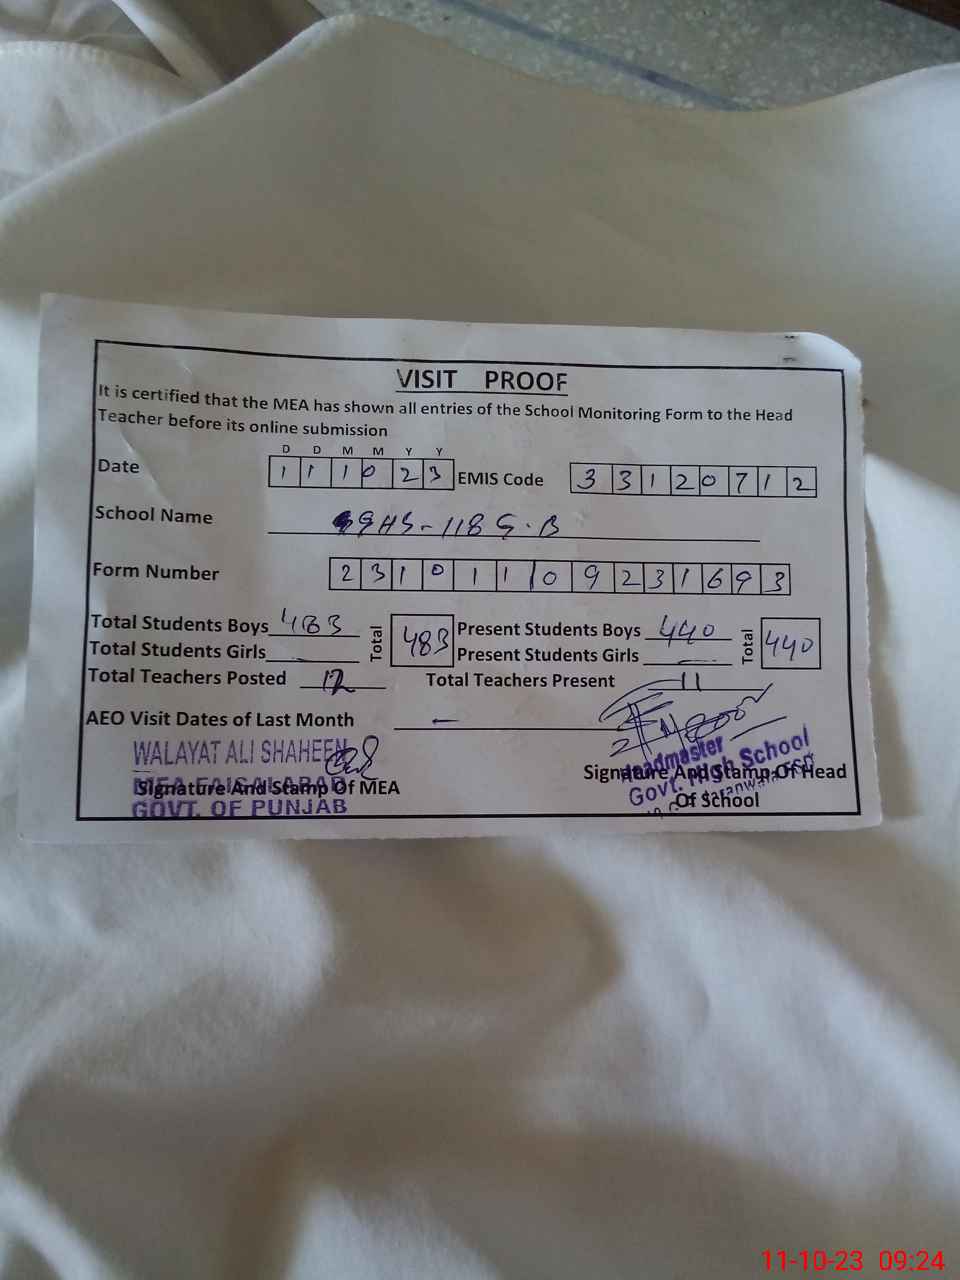 VISIT PROOF
It is certified that the MEA has shown all entries of the School Monitoring Form to the Head
Teacher before its online submission
D D M M Y Y
Date 1 1 1 0 2 3 EMIS Code 3 3 1 2 0 7 1 2
School Name GHS-118 G.B
Form Number 2 3 1 0 1 1 0 9 2 3 1 6 9 3
Total Students Boys 483 Total 483 Present Students Boys 440 Total 440
Total Students Girls — Present Students Girls —
Total Teachers Posted 12 Total Teachers Present 11
AEO Visit Dates of Last Month —
WALAYAT ALI SHAHEEN
MEA FAISALABAD
Signature And Stamp Of MEA
GOVT. OF PUNJAB
Headmaster
Govt. High School
Signature And Stamp Of Head
Of School
11-10-23 09:24